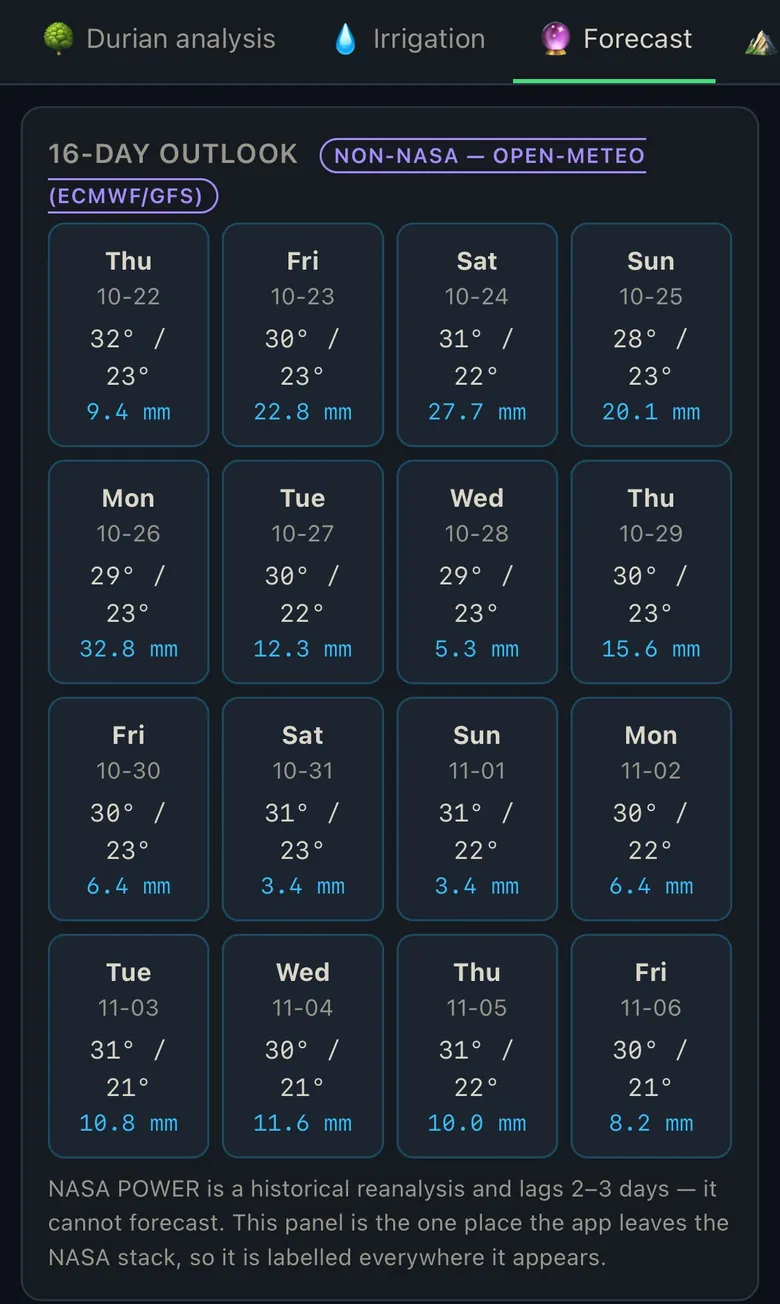 Durian analysis Irrigation Forecast
16-DAY OUTLOOK NON-NASA — OPEN-METEO
(ECMWF/GFS)
Thu Fri Sat Sun
10-22 10-23 10-24 10-25
32° / 30° / 31° / 28° /
23° 23° 22° 23°
9.4 mm 22.8 mm 27.7 mm 20.1 mm
Mon Tue Wed Thu
10-26 10-27 10-28 10-29
29° / 30° / 29° / 30° /
23° 22° 23° 23°
32.8 mm 12.3 mm 5.3 mm 15.6 mm
Fri Sat Sun Mon
10-30 10-31 11-01 11-02
30° / 31° / 31° / 30° /
23° 23° 22° 22°
6.4 mm 3.4 mm 3.4 mm 6.4 mm
Tue Wed Thu Fri
11-03 11-04 11-05 11-06
31° / 30° / 31° / 30° /
21° 21° 22° 21°
10.8 mm 11.6 mm 10.0 mm 8.2 mm
NASA POWER is a historical reanalysis and lags 2–3 days — it
cannot forecast. This panel is the one place the app leaves the
NASA stack, so it is labelled everywhere it appears.